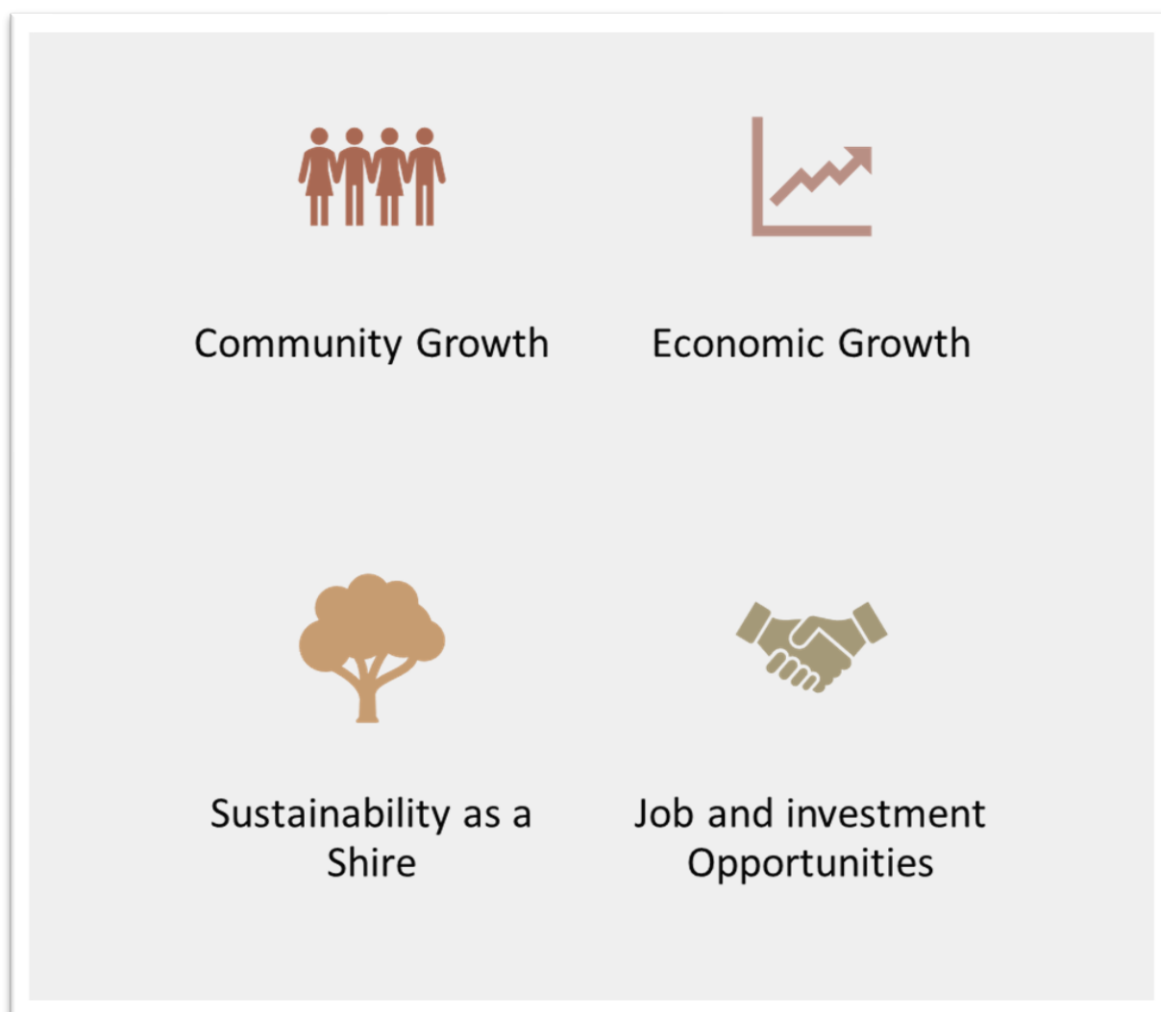 Community Growth
Economic Growth
Sustainability as a
Shire
Job and investment
Opportunities